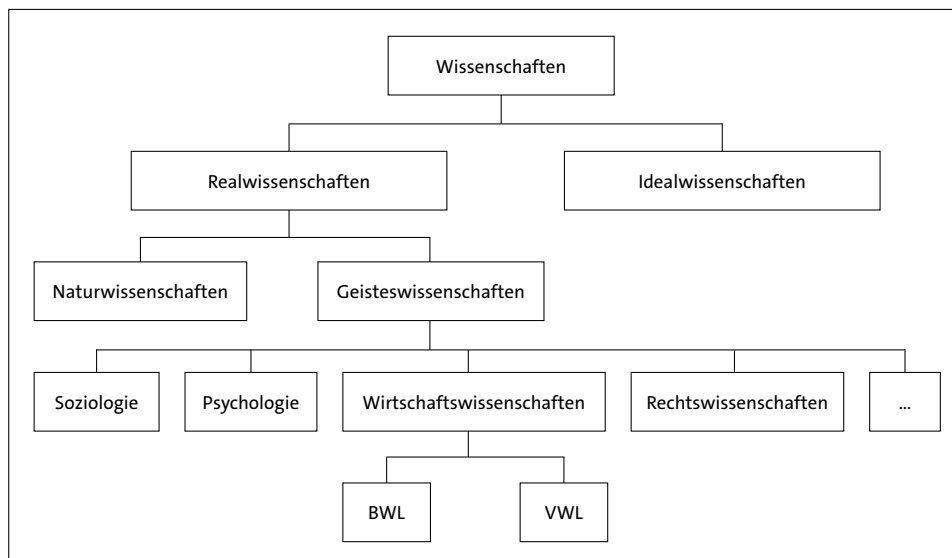 Wissenschaften
Realwissenschaften
Idealwissenschaften
Naturwissenschaften
Geisteswissenschaften
Soziologie
Psychologie
Wirtschaftswissenschaften
Rechtswissenschaften
...
BWL
VWL